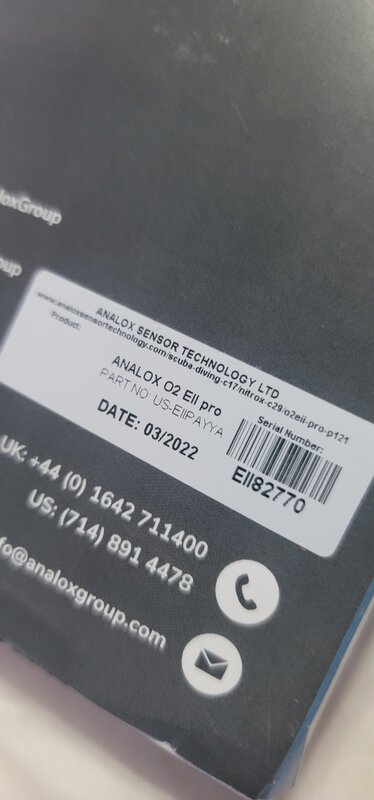 loxGroup
oup
ANALOX SENSOR TECHNOLOGY LTD
www.analoxsensortechnology.com/scuba-diving-c17/nitrox-c29/o2eii-pro-p121
Product:
ANALOX O2 EII pro
PART NO: US-EIIPAYYA
DATE: 03/2022
Serial Number:
EII82770
UK: +44 (0) 1642 711400
US: (714) 891 4478
fo@analoxgroup.com